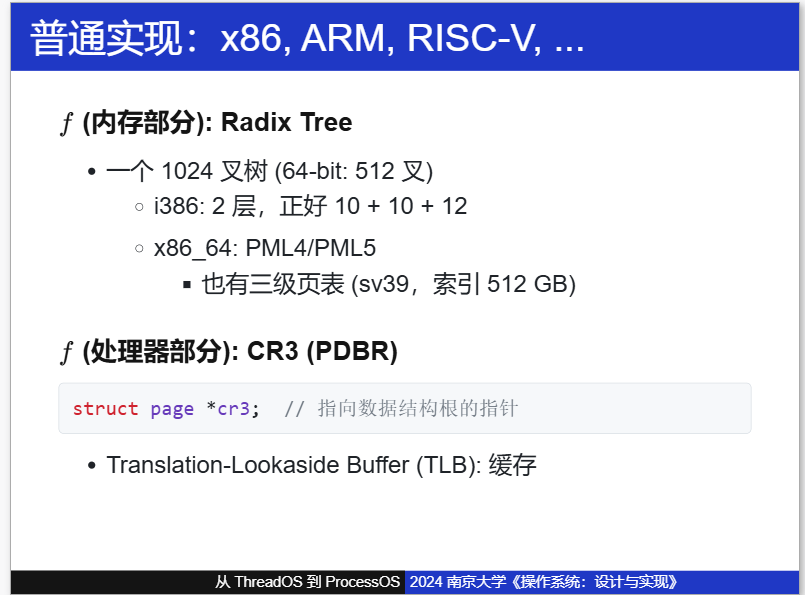 普通实现：x86, ARM, RISC-V, ...
f (内存部分): Radix Tree
• 一个 1024 叉树 (64-bit: 512 叉)
◦ i386: 2 层，正好 10 + 10 + 12
◦ x86_64: PML4/PML5
▪ 也有三级页表 (sv39，索引 512 GB)
f (处理器部分): CR3 (PDBR)
struct page *cr3;  // 指向数据结构根的指针
• Translation-Lookaside Buffer (TLB): 缓存
从 ThreadOS 到 ProcessOS 2024 南京大学《操作系统：设计与实现》